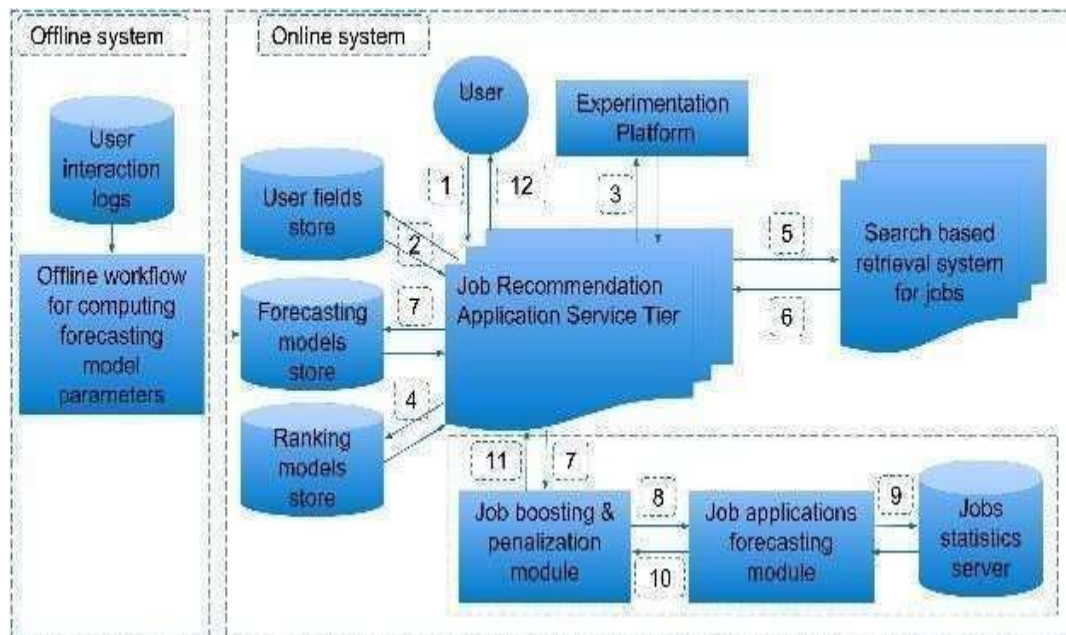 Offline system
Online system
User
interaction
logs
Offline workflow
for computing
forecasting
model
parameters
User
Experimentation
Platform
1
12
3
User fields
store
2
Forecasting
models
store
7
Ranking
models
store
4
Job Recommendation
Application Service Tier
5
6
Search based
retrieval system
for jobs
11
7
Job boosting &
penalization
module
8
10
Job applications
forecasting
module
9
Jobs
statistics
server